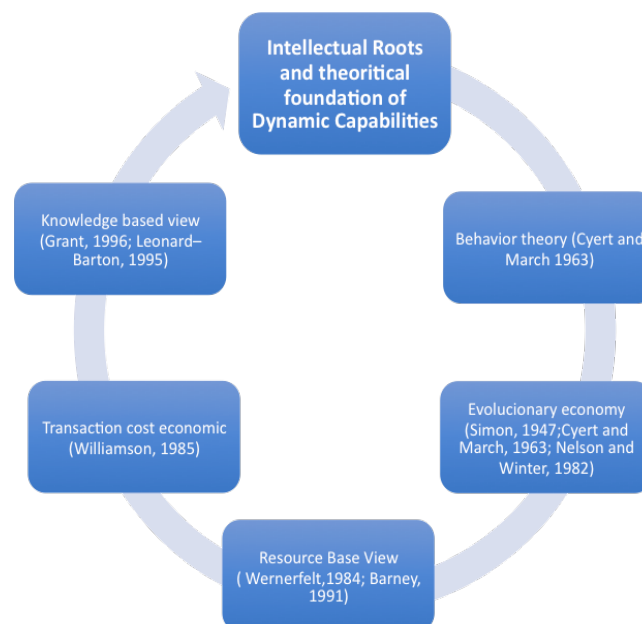 Intellectual Roots
and theoritical
foundation of
Dynamic Capabilities
Behavior theory (Cyert and
March 1963)
Evolucionary economy
(Simon, 1947;Cyert and
March, 1963; Nelson and
Winter, 1982)
Resource Base View
( Wernerfelt,1984; Barney,
1991)
Transaction cost economic
(Williamson, 1985)
Knowledge based view
(Grant, 1996; Leonard–
Barton, 1995)